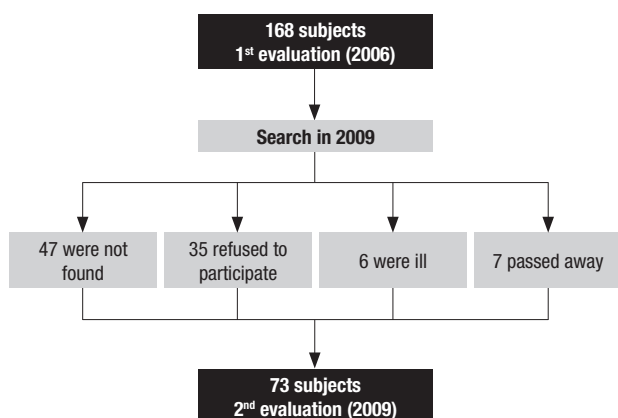 168 subjects
1st evaluation (2006)
Search in 2009
47 were not
found
35 refused to
participate
6 were ill
7 passed away
73 subjects
2nd evaluation (2009)